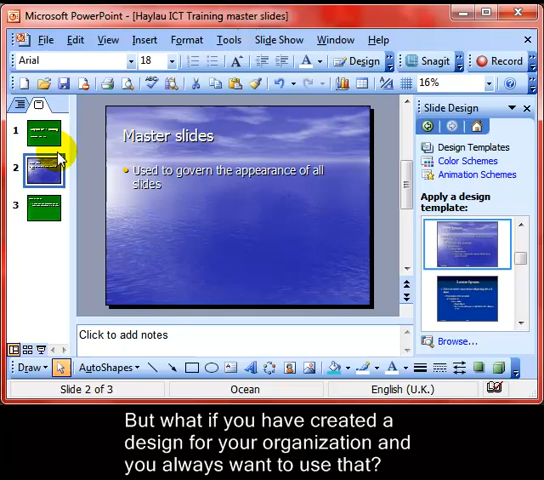 Microsoft PowerPoint - [Haylau ICT Training master slides]
File Edit View Insert Format Tools Slide Show Window Help
Arial 18 Design Snagit Record
16%
1
2
3
Master slides
Used to govern the appearance of all
slides
Slide Design
Design Templates
Color Schemes
Animation Schemes
Apply a design
template:
Browse...
Click to add notes
Draw AutoShapes
Slide 2 of 3 Ocean English (U.K.)
But what if you have created a
design for your organization and
you always want to use that?